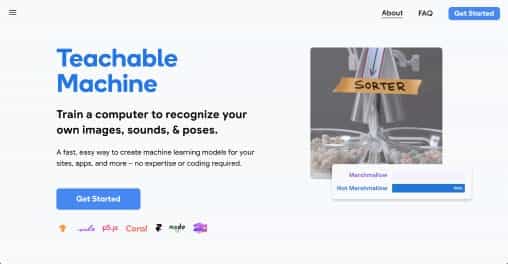 About FAQ Get Started
Teachable
Machine
Train a computer to recognize your
own images, sounds, & poses.
A fast, easy way to create machine learning models for your
sites, apps, and more – no expertise or coding required.
SORTER
Marshmallow
Not Marshmallow
Get Started
p5.js Coral node